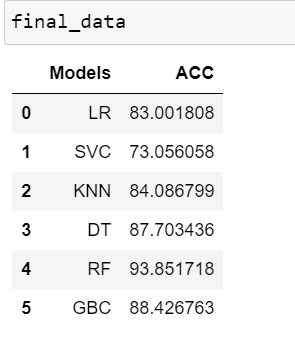 final_data
Models ACC
0 LR 83.001808
1 SVC 73.056058
2 KNN 84.086799
3 DT 87.703436
4 RF 93.851718
5 GBC 88.426763